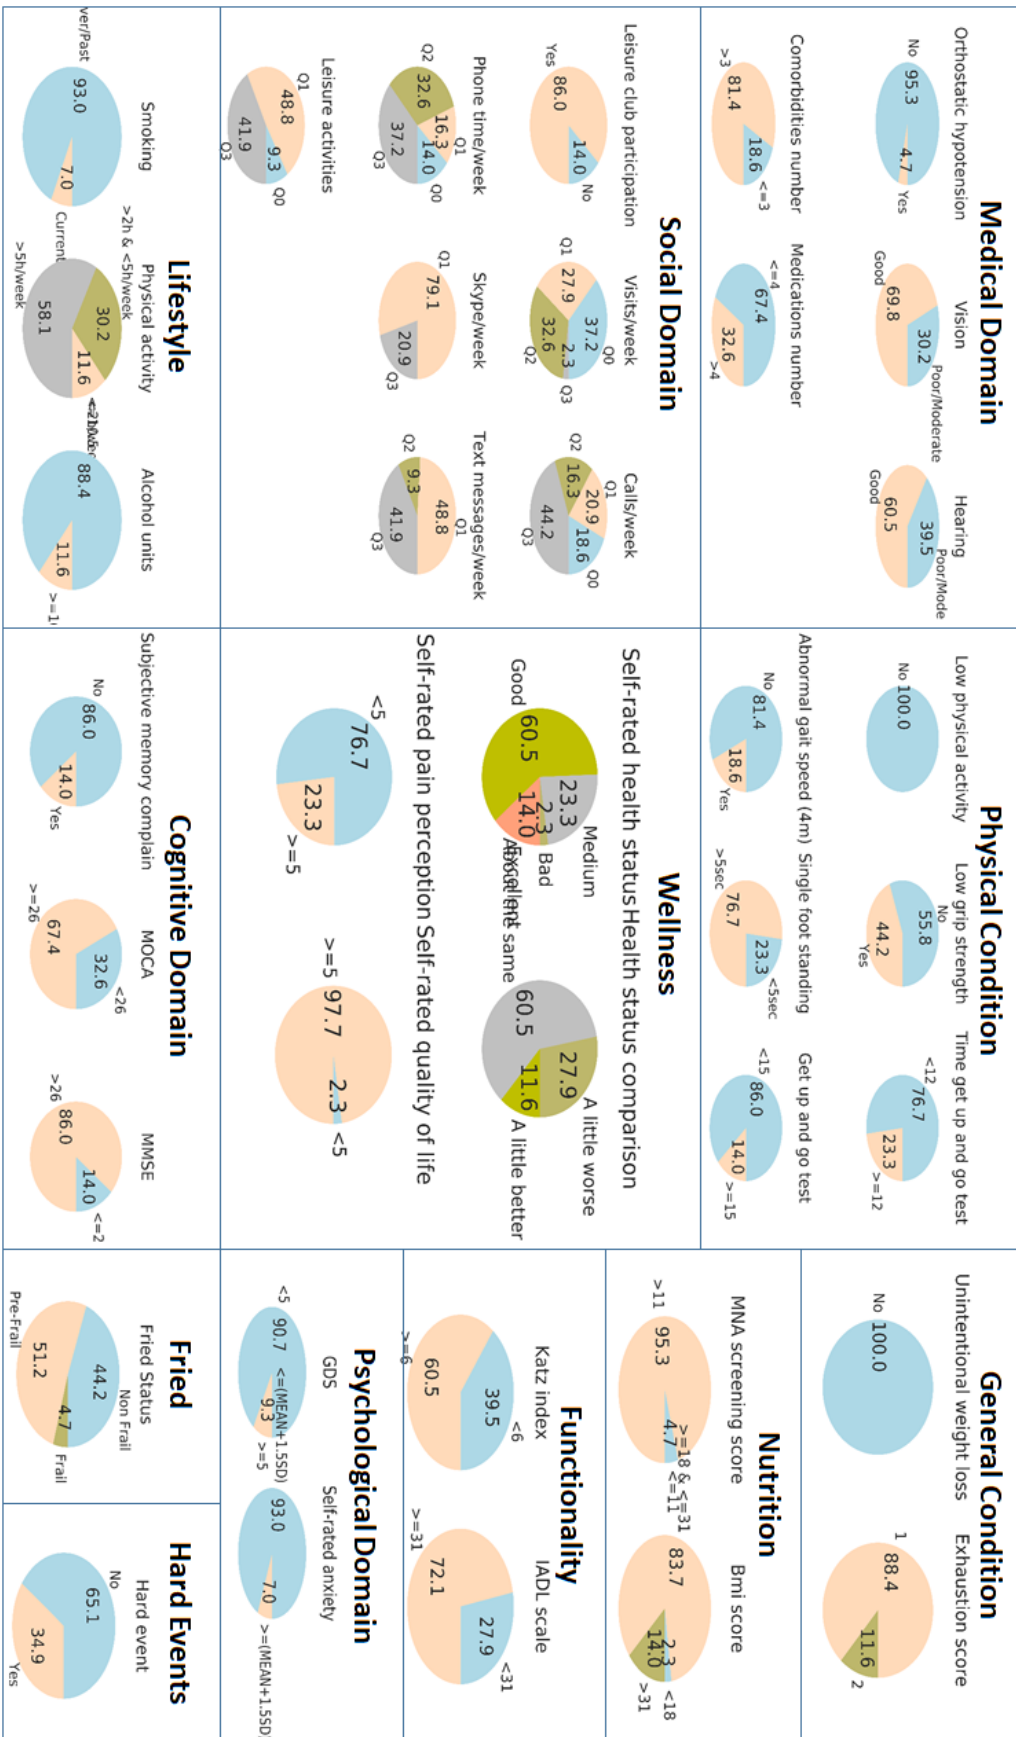 Medical Domain
Orthostatic hypotension
No
95.3
4.7
Yes
Vision
Good
69.8
30.2
Poor/Moderate
Hearing
Good
60.5
39.5
Poor/Mode
Comorbidities number
>3
81.4
18.6
<=3
Medications number
<=4
67.4
32.6
>4
Social Domain
Leisure club participation
Yes
86.0
14.0
No
Visits/week
Q1
27.9
37.2
Q0
32.6
Q2
2.3
Q3
Calls/week
Q2
16.3
20.9
Q1
18.6
Q0
44.2
Q3
Phone time/week
Q2
32.6
16.3
Q1
14.0
Q0
37.2
Q3
Skype/week
Q1
79.1
20.9
Q3
Text messages/week
Q2
9.3
48.8
Q1
41.9
Q3
Leisure activities
Q1
48.8
9.3
Q0
41.9
Q3
Lifestyle
Smoking
ver/Past
93.0
7.0
Current
Physical activity
>2h & <5h/week
30.2
11.6
58.1
>5h/week
Alcohol units
88.4
11.6
Physical Condition
Low physical activity
No
100.0
Low grip strength
No
55.8
44.2
Yes
Time get up and go test
<12
76.7
23.3
>=12
Abnormal gait speed (4m)
No
81.4
18.6
Yes
Single foot standing
>5sec
76.7
23.3
<5sec
Get up and go test
<15
86.0
14.0
>=15
Wellness
Self-rated health status
Good
60.5
23.3
Medium
2.3
Bad
14.0
Excellent
Health status comparison
About the same
60.5
27.9
A little worse
11.6
A little better
Self-rated pain perception
<5
76.7
23.3
>=5
Self-rated quality of life
>=5
97.7
2.3
<5
Cognitive Domain
Subjective memory complain
No
86.0
14.0
Yes
MOCA
>=26
67.4
32.6
<26
MMSE
>26
86.0
14.0
<=2
General Condition
Unintentional weight loss
No
100.0
Exhaustion score
1
88.4
11.6
2
Nutrition
MNA screening score
>11
95.3
4.7
<=11
Bmi score
>=18 & <=31
83.7
2.3
<18
14.0
>31
Functionality
Katz index
>=6
60.5
39.5
<6
IADL scale
>=31
72.1
27.9
<31
Psychological Domain
GDS
<5
90.7
9.3
>=5
Self-rated anxiety
<=(MEAN+1.5SD)
93.0
7.0
>=(MEAN+1.5SD)
Fried
Fried Status
44.2
Non Frail
51.2
Pre-Frail
4.7
Frail
Hard Events
Hard event
No
65.1
34.9
Yes